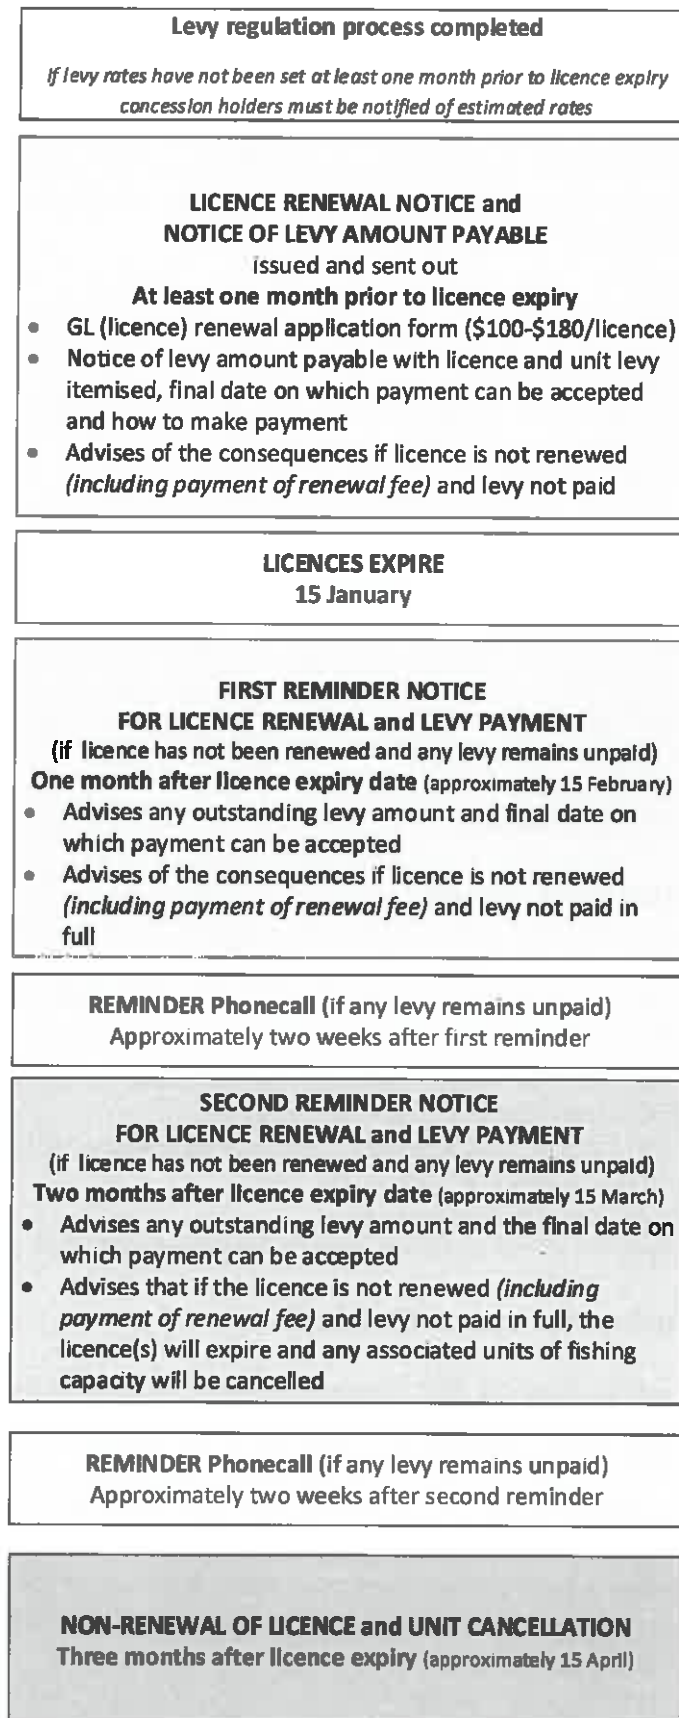 Levy regulation process completed
If levy rates have not been set at least one month prior to licence expiry
concession holders must be notified of estimated rates
LICENCE RENEWAL NOTICE and
NOTICE OF LEVY AMOUNT PAYABLE
issued and sent out
At least one month prior to licence expiry
• GL (licence) renewal application form ($100-$180/licence)
• Notice of levy amount payable with licence and unit levy
itemised, final date on which payment can be accepted
and how to make payment
• Advises of the consequences if licence is not renewed
(including payment of renewal fee) and levy not paid
LICENCES EXPIRE
15 January
FIRST REMINDER NOTICE
FOR LICENCE RENEWAL and LEVY PAYMENT
(if licence has not been renewed and any levy remains unpaid)
One month after licence expiry date (approximately 15 February)
• Advises any outstanding levy amount and final date on
which payment can be accepted
• Advises of the consequences if licence is not renewed
(including payment of renewal fee) and levy not paid in
full
REMINDER Phonecall (if any levy remains unpaid)
Approximately two weeks after first reminder
SECOND REMINDER NOTICE
FOR LICENCE RENEWAL and LEVY PAYMENT
(if licence has not been renewed and any levy remains unpaid)
Two months after licence expiry date (approximately 15 March)
• Advises any outstanding levy amount and the final date on
which payment can be accepted
• Advises that if the licence is not renewed (including
payment of renewal fee) and levy not paid in full, the
licence(s) will expire and any associated units of fishing
capacity will be cancelled
REMINDER Phonecall (if any levy remains unpaid)
Approximately two weeks after second reminder
NON-RENEWAL OF LICENCE and UNIT CANCELLATION
Three months after licence expiry (approximately 15 April)